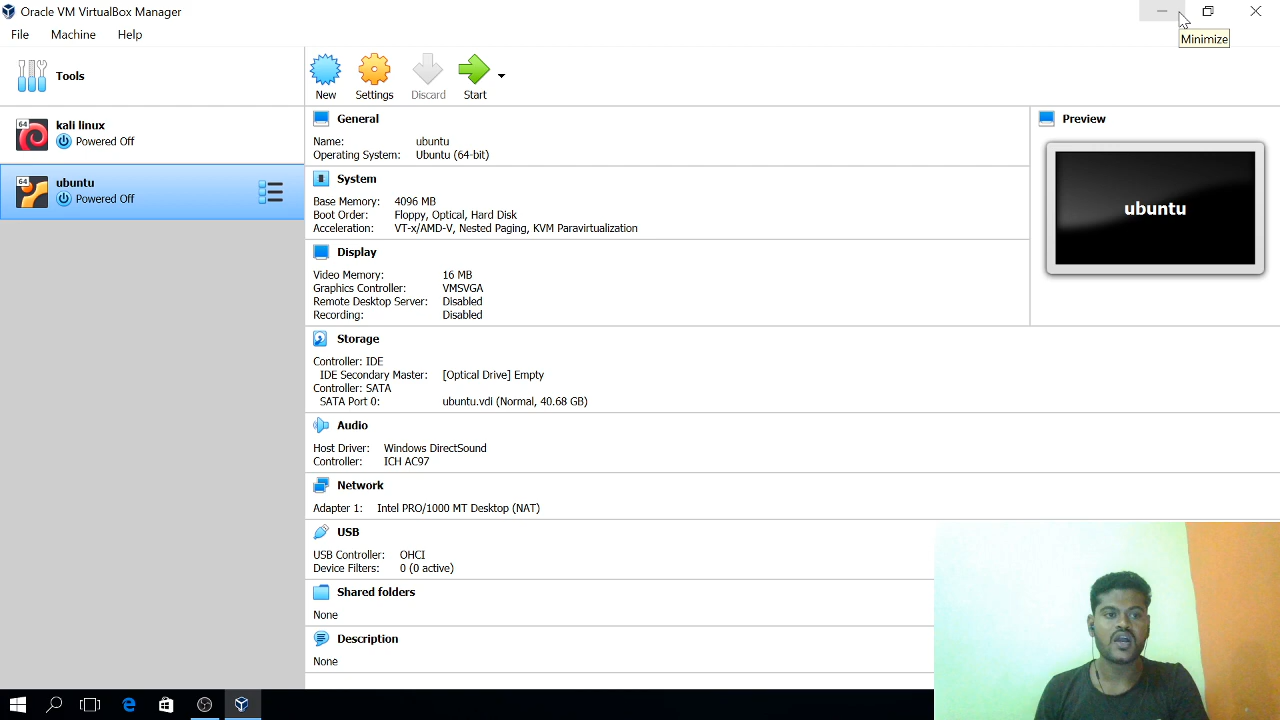 Oracle VM VirtualBox Manager
Minimize
File Machine Help
Tools
New Settings Discard Start
64 kali linux
Powered Off
64 ubuntu
Powered Off
General
Name: ubuntu
Operating System: Ubuntu (64-bit)
System
Base Memory: 4096 MB
Boot Order: Floppy, Optical, Hard Disk
Acceleration: VT-x/AMD-V, Nested Paging, KVM Paravirtualization
Display
Video Memory: 16 MB
Graphics Controller: VMSVGA
Remote Desktop Server: Disabled
Recording: Disabled
Preview
ubuntu
Storage
Controller: IDE
IDE Secondary Master: [Optical Drive] Empty
Controller: SATA
SATA Port 0: ubuntu.vdi (Normal, 40.68 GB)
Audio
Host Driver: Windows DirectSound
Controller: ICH AC97
Network
Adapter 1: Intel PRO/1000 MT Desktop (NAT)
USB
USB Controller: OHCI
Device Filters: 0 (0 active)
Shared folders
None
Description
None